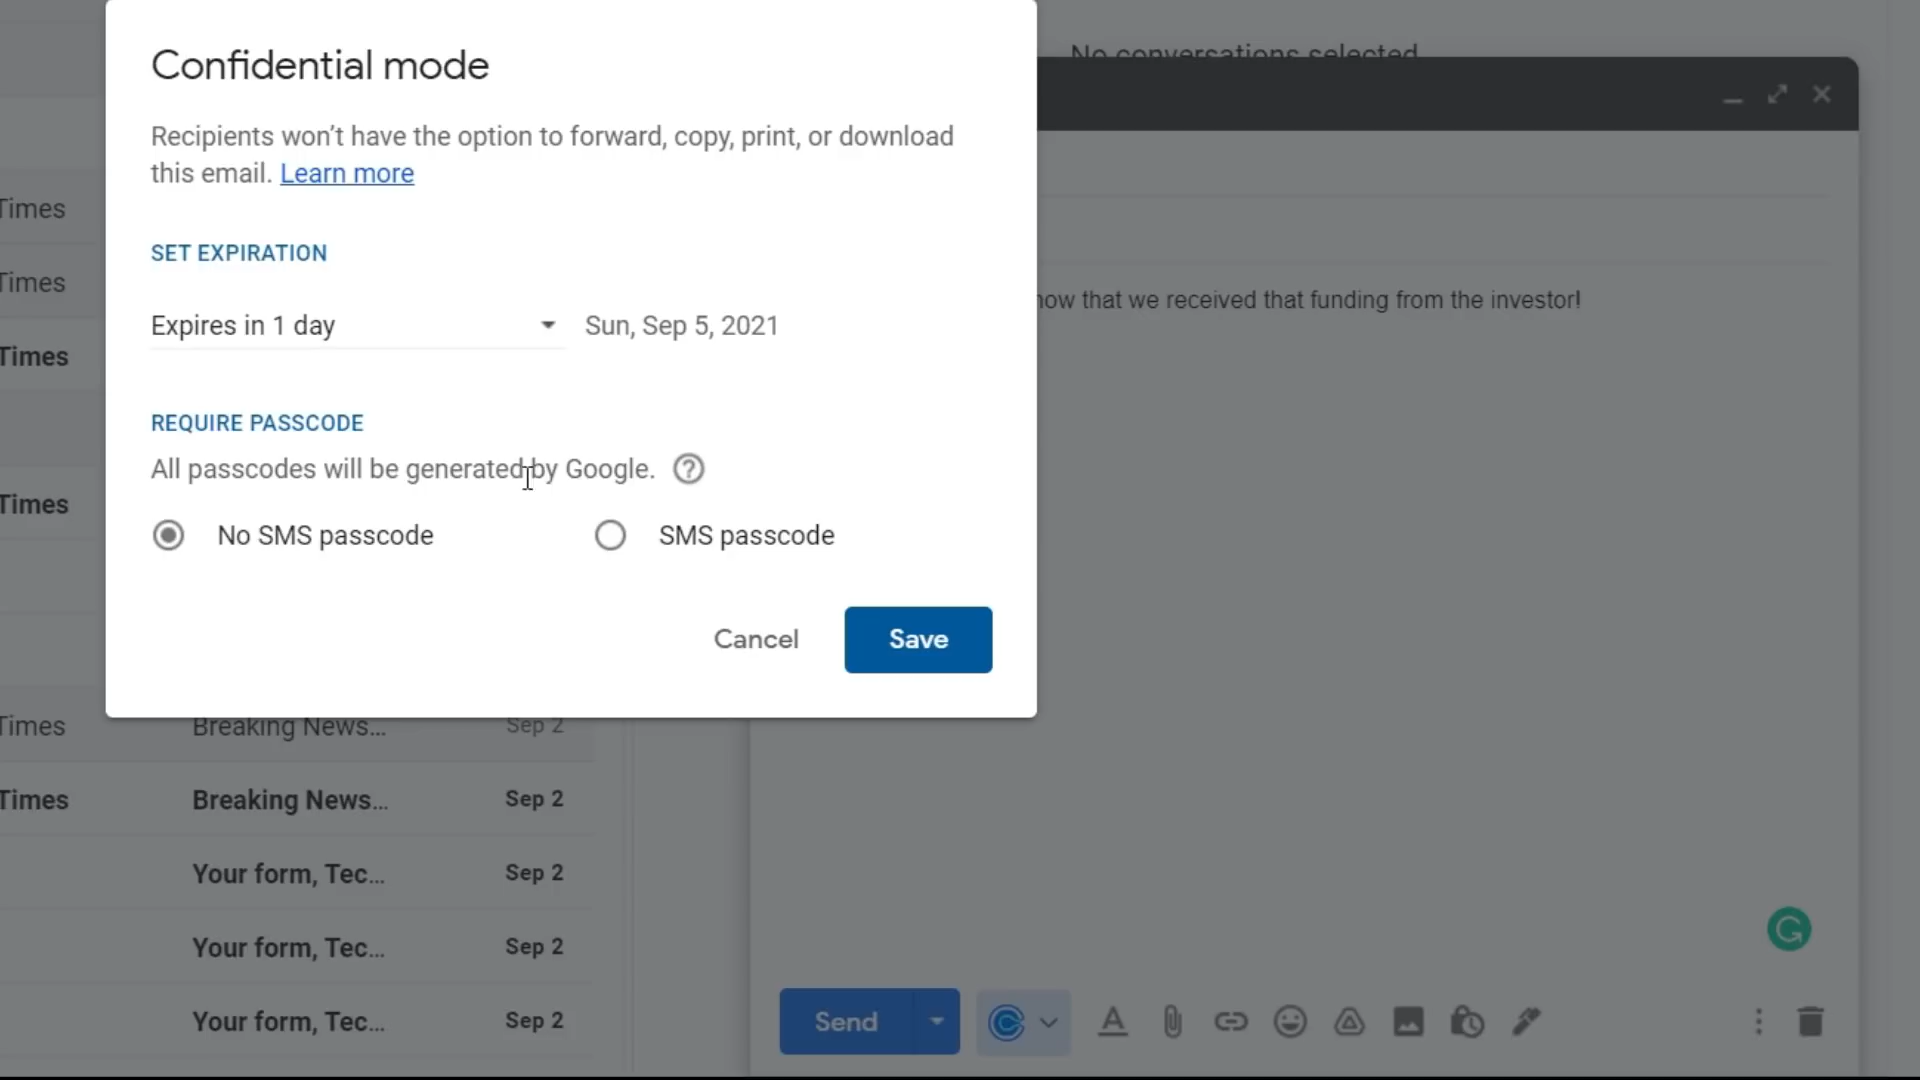 Confidential mode
Recipients won't have the option to forward, copy, print, or download
this email. Learn more
SET EXPIRATION
Expires in 1 day
Sun, Sep 5, 2021
REQUIRE PASSCODE
All passcodes will be generated by Google.
No SMS passcode
SMS passcode
Cancel
Save
No conversations selected
that we received that funding from the investor!
Times
Times
Times
Times
Times Breaking News... Sep 2
Times Breaking News... Sep 2
Your form, Tec... Sep 2
Your form, Tec... Sep 2
Your form, Tec... Sep 2
Send